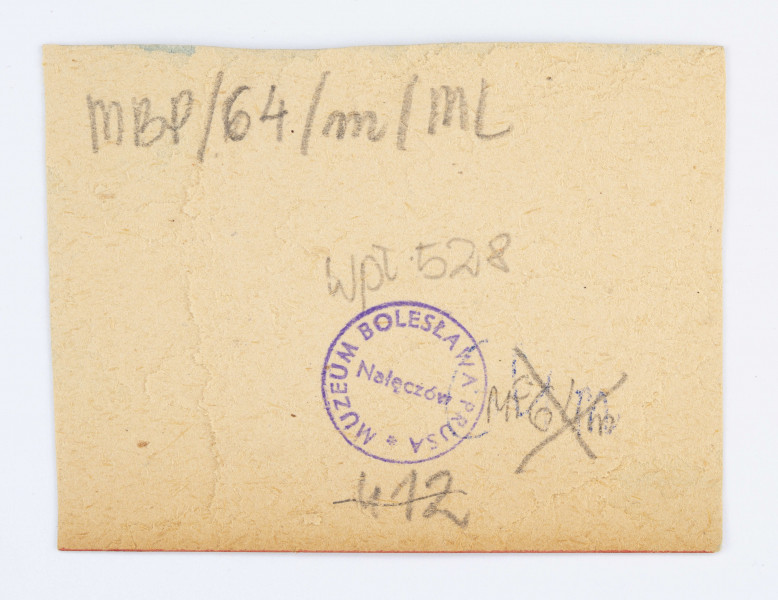 MBP/64/m/ML
wpł. 528
MUZEUM BOLESŁAWA PRUSA *
Nałęczów
412